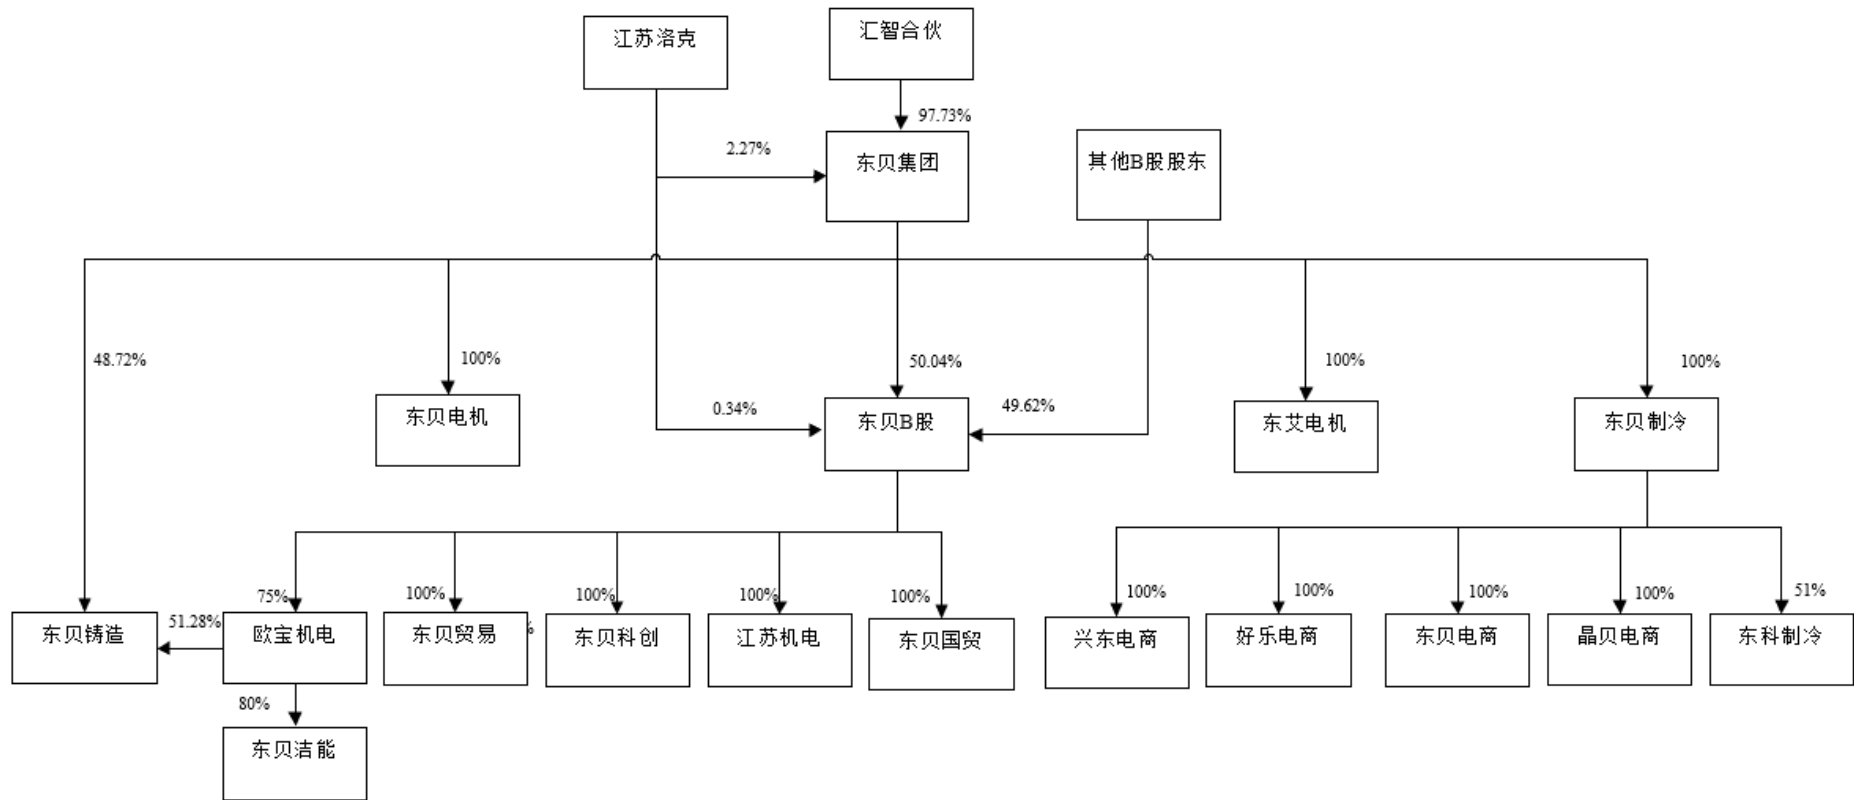 江苏洛克
汇智合伙
97.73%
2.27%
东贝集团
其他B股股东
48.72%
100%
50.04%
100%
100%
东贝电机
0.34%
东贝B股
49.62%
东艾电机
东贝制冷
75%
100%
100%
100%
100%
100%
100%
100%
100%
51%
东贝铸造
51.28%
欧宝机电
东贝贸易
%
东贝科创
江苏机电
东贝国贸
兴东电商
好乐电商
东贝电商
晶贝电商
东科制冷
80%
东贝洁能